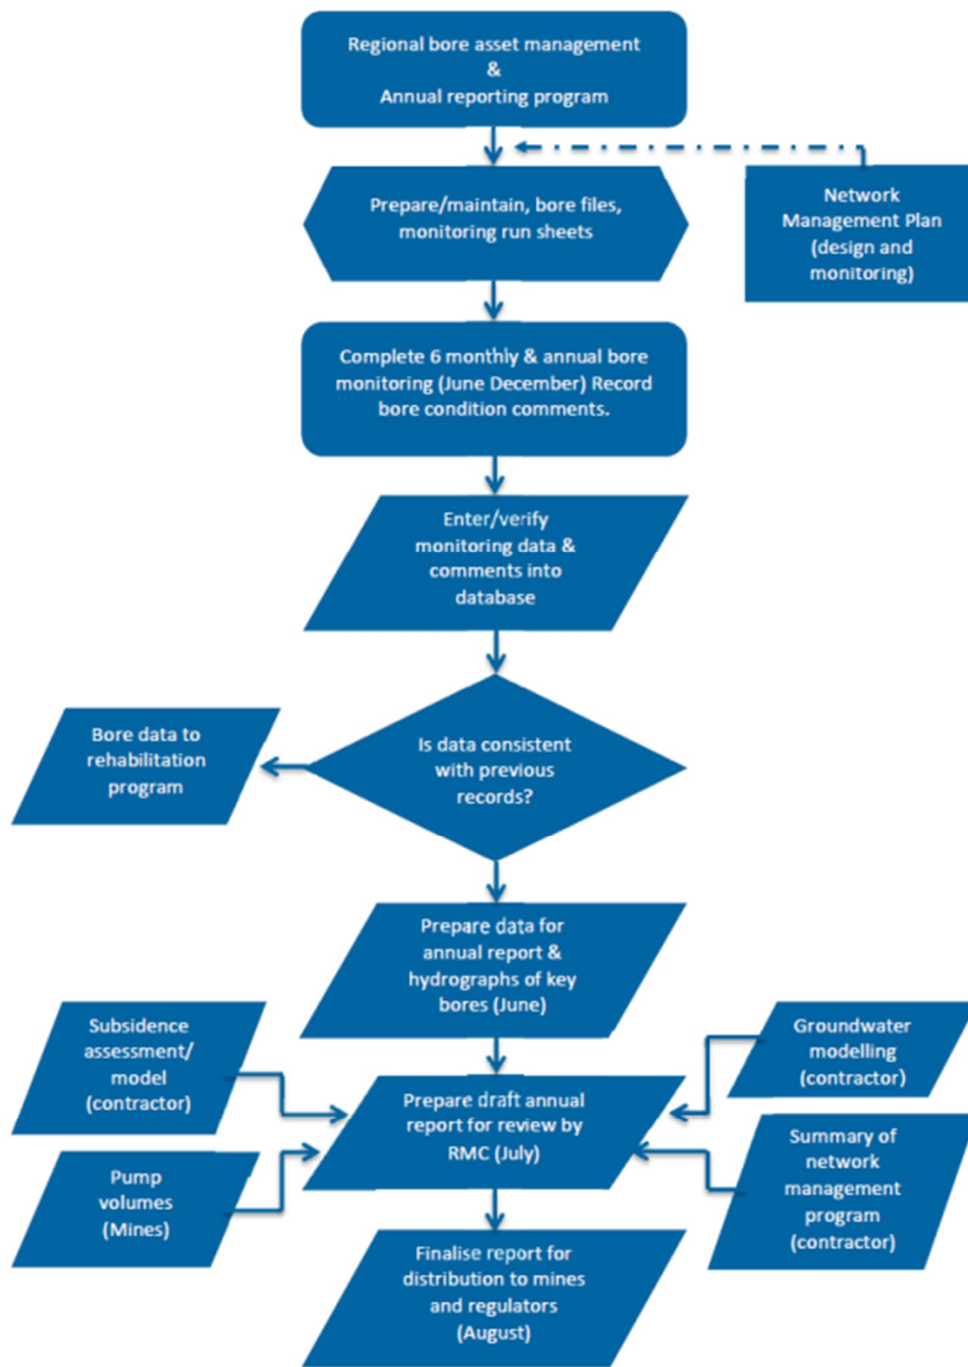 Regional bore asset management
&
Annual reporting program
Prepare/maintain, bore files,
monitoring run sheets
Network
Management Plan
(design and
monitoring)
Complete 6 monthly & annual bore
monitoring (June December) Record
bore condition comments.
Enter/verify
monitoring data &
comments into
database
Bore data to
rehabilitation
program
Is data consistent
with previous
records?
Prepare data for
annual report &
hydrographs of key
bores (June)
Subsidence
assessment/
model
(contractor)
Groundwater
modelling
(contractor)
Prepare draft annual
report for review by
RMC (July)
Pump
volumes
(Mines)
Summary of
network
management
program
(contractor)
Finalise report for
distribution to mines
and regulators
(August)